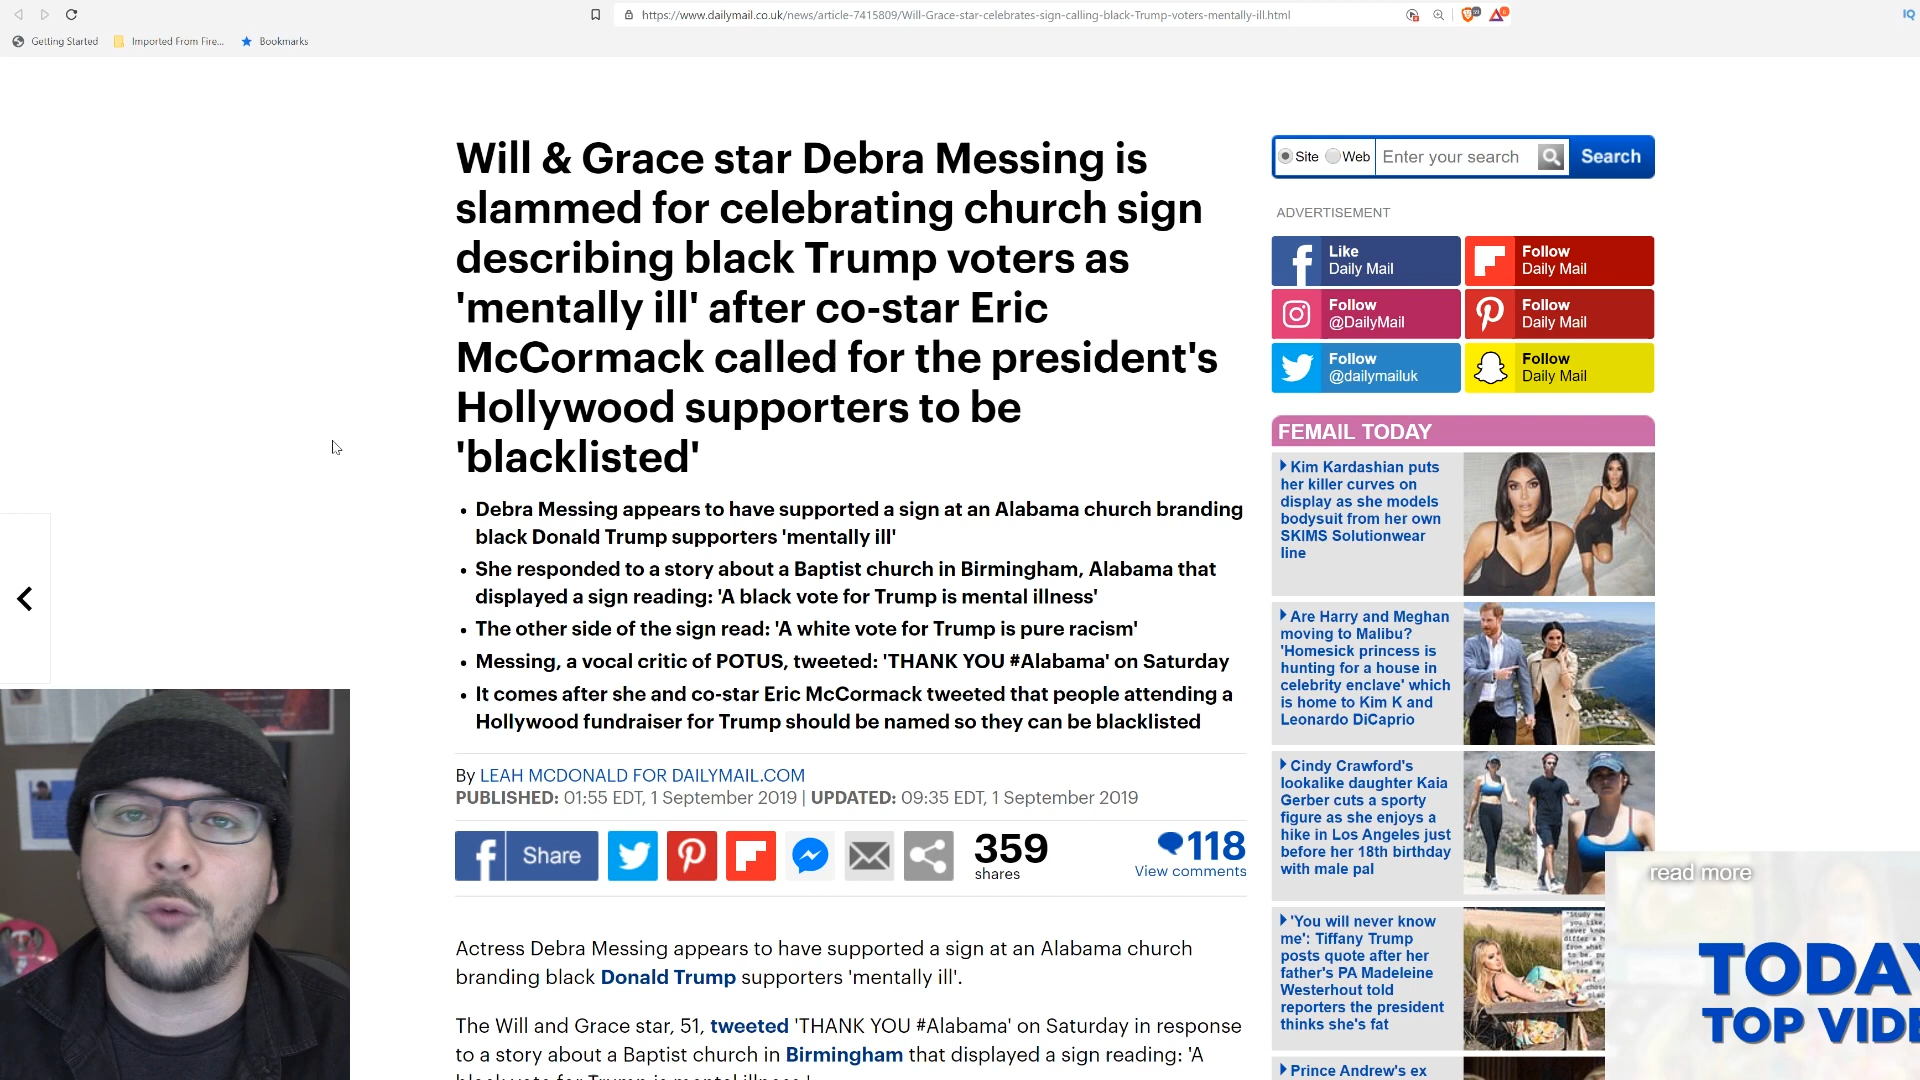 https://www.dailymail.co.uk/news/article-7415809/Will-Grace-star-celebrates-sign-calling-black-Trump-voters-mentally-ill.html
IQ
Getting Started
Imported From Fire...
Bookmarks
Will & Grace star Debra Messing is
slammed for celebrating church sign
describing black Trump voters as
'mentally ill' after co-star Eric
McCormack called for the president's
Hollywood supporters to be
'blacklisted'
• Debra Messing appears to have supported a sign at an Alabama church branding
black Donald Trump supporters 'mentally ill'
• She responded to a story about a Baptist church in Birmingham, Alabama that
displayed a sign reading: 'A black vote for Trump is mental illness'
• The other side of the sign read: 'A white vote for Trump is pure racism'
• Messing, a vocal critic of POTUS, tweeted: 'THANK YOU #Alabama' on Saturday
• It comes after she and co-star Eric McCormack tweeted that people attending a
Hollywood fundraiser for Trump should be named so they can be blacklisted
By LEAH MCDONALD FOR DAILYMAIL.COM
PUBLISHED: 01:55 EDT, 1 September 2019 | UPDATED: 09:35 EDT, 1 September 2019
Share
359
shares
118
View comments
Actress Debra Messing appears to have supported a sign at an Alabama church
branding black Donald Trump supporters 'mentally ill'.
The Will and Grace star, 51, tweeted 'THANK YOU #Alabama' on Saturday in response
to a story about a Baptist church in Birmingham that displayed a sign reading: 'A
black vote for Trump is mental illness.'
Site
Web
Enter your search
Search
ADVERTISEMENT
Like
Daily Mail
Follow
Daily Mail
Follow
@DailyMail
Follow
Daily Mail
Follow
@dailymailuk
Follow
Daily Mail
FEMAIL TODAY
Kim Kardashian puts
her killer curves on
display as she models
bodysuit from her own
SKIMS Solutionwear
line
Are Harry and Meghan
moving to Malibu?
'Homesick princess is
hunting for a house in
celebrity enclave' which
is home to Kim K and
Leonardo DiCaprio
Cindy Crawford's
lookalike daughter Kaia
Gerber cuts a sporty
figure as she enjoys a
hike in Los Angeles just
before her 18th birthday
with male pal
'You will never know
me': Tiffany Trump
posts quote after her
father's PA Madeleine
Westerhout told
reporters the president
thinks she's fat
Prince Andrew's ex
read more
TODAY
TOP VIDE